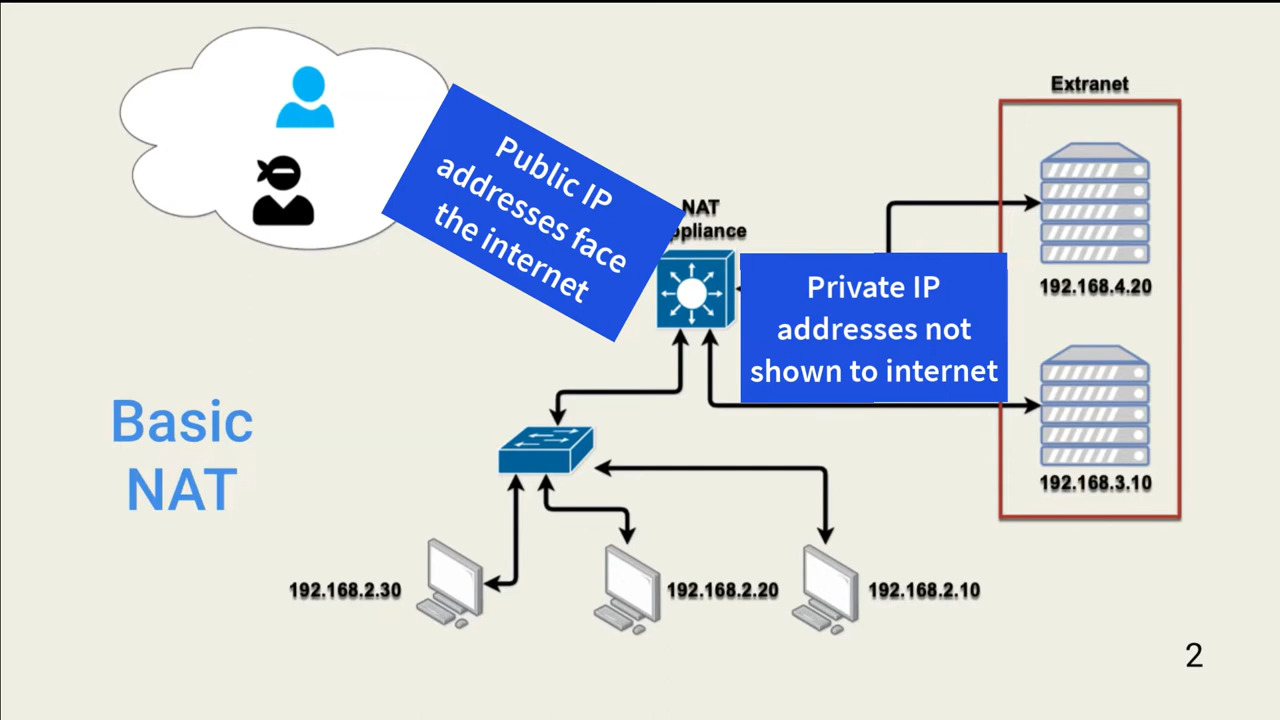 Extranet
Public IP
addresses face
the internet
NAT
ppliance
Private IP
addresses not
shown to internet
192.168.4.20
192.168.3.10
Basic
NAT
192.168.2.30
192.168.2.20
192.168.2.10
2